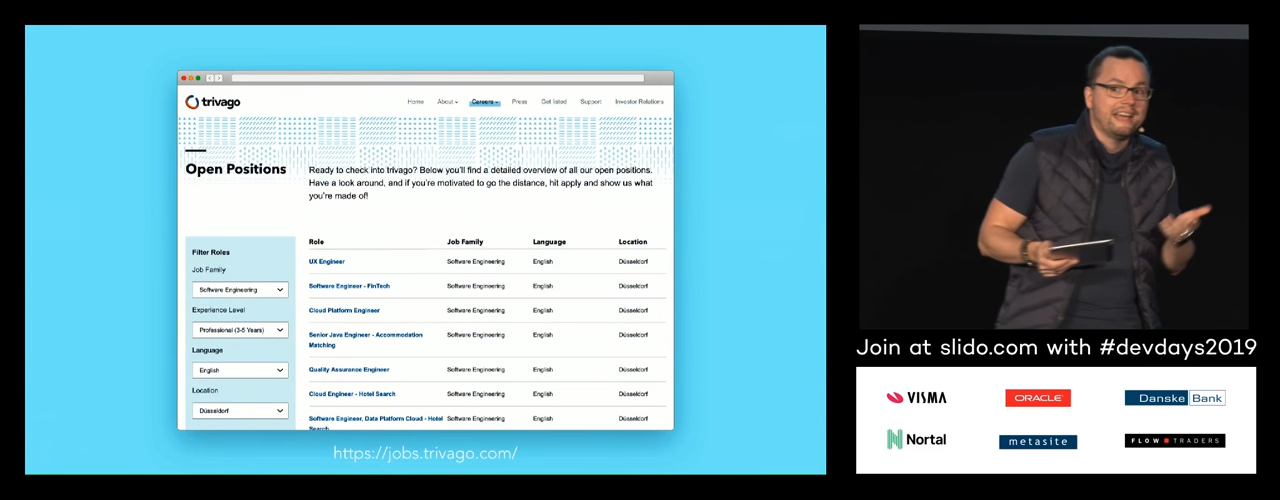 trivago
Home About Careers Press Get listed Support Investor Relations
Open Positions
Ready to check into trivago? Below you'll find a detailed overview of all our open positions.
Have a look around, and if you're motivated to go the distance, hit apply and show us what
you're made of!
Filter Roles
Job Family
Software Engineering
Experience Level
Professional (3-5 Years)
Language
English
Location
Düsseldorf
Role Job Family Language Location
UX Engineer Software Engineering English Düsseldorf
Software Engineer - FinTech Software Engineering English Düsseldorf
Cloud Platform Engineer Software Engineering English Düsseldorf
Senior Java Engineer - Accommodation Software Engineering English Düsseldorf
Matching
Quality Assurance Engineer Software Engineering English Düsseldorf
Cloud Engineer - Hotel Search Software Engineering English Düsseldorf
Software Engineer, Data Platform Cloud - Hotel Software Engineering English Düsseldorf
Search
https://jobs.trivago.com/
Join at slido.com with #devdays2019
VISMA ORACLE Danske Bank
Nortal metasite FLOW TRADERS